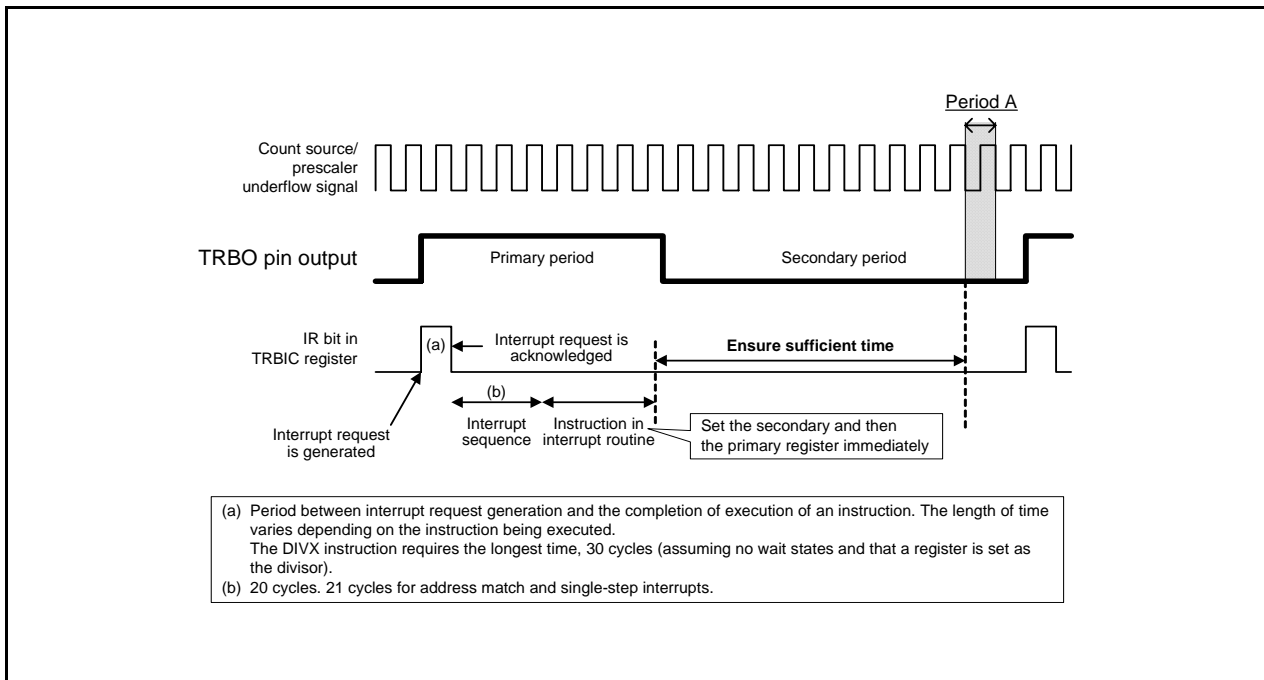 Period A
Count source/
prescaler
underflow signal
TRBO pin output
Primary period
Secondary period
IR bit in
TRBIC register
(a)
Interrupt request is
acknowledged
Ensure sufficient time
(b)
Interrupt
sequence
Instruction in
interrupt routine
Set the secondary and then
the primary register immediately
Interrupt request
is generated
(a) Period between interrupt request generation and the completion of execution of an instruction. The length of time
varies depending on the instruction being executed.
The DIVX instruction requires the longest time, 30 cycles (assuming no wait states and that a register is set as
the divisor).
(b) 20 cycles. 21 cycles for address match and single-step interrupts.